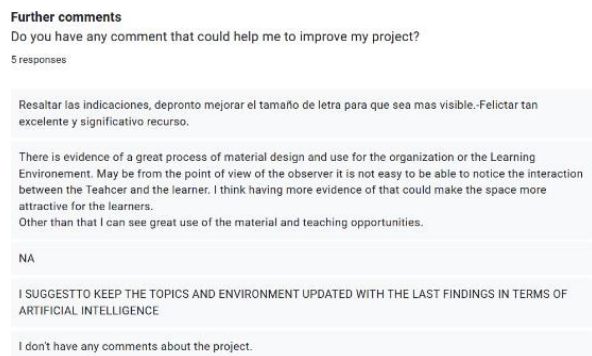 Further comments
Do you have any comment that could help me to improve my project?
5 responses
Resaltar las indicaciones, depronto mejorar el tamaño de letra para que sea mas visible.-Felictar tan
excelente y significativo recurso.
There is evidence of a great process of material design and use for the organization or the Learning
Environement. May be from the point of view of the observer it is not easy to be able to notice the interaction
between the Teahcer and the learner. I think having more evidence of that could make the space more
attractive for the learners.
Other than that I can see great use of the material and teaching opportunities.
NA
I SUGGESTTO KEEP THE TOPICS AND ENVIRONMENT UPDATED WITH THE LAST FINDINGS IN TERMS OF
ARTIFICIAL INTELLIGENCE
I don't have any comments about the project.